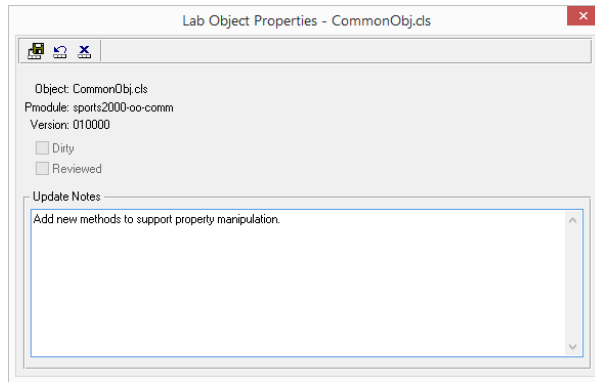 Lab Object Properties - CommonObj.cls
Object: CommonObj.cls
Pmodule: sports2000-oo-comm
Version: 010000
Dirty
Reviewed
Update Notes
Add new methods to support property manipulation.